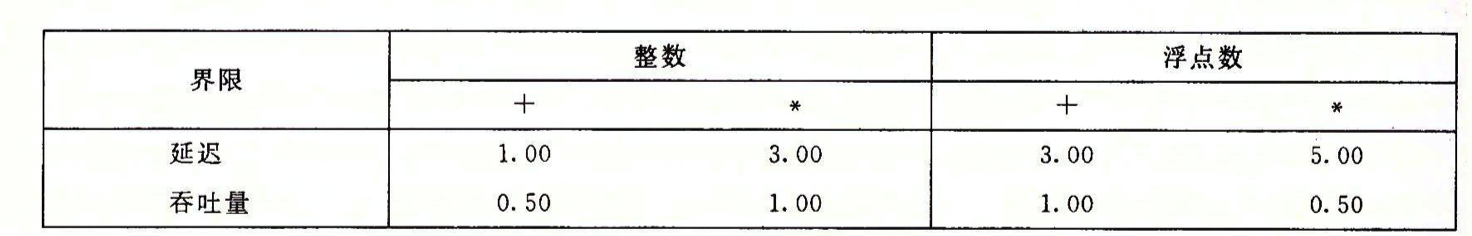 界限 整数 浮点数
+ * + *
延迟 1.00 3.00 3.00 5.00
吞吐量 0.50 1.00 1.00 0.50